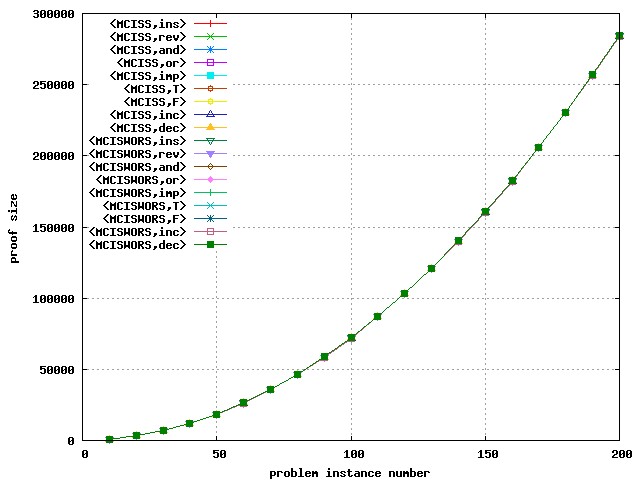 300000
250000
200000
150000
100000
50000
0
proof size
<MCISS,ins>
<MCISS,rev>
<MCISS,and>
<MCISS,or>
<MCISS,imp>
<MCISS,T>
<MCISS,F>
<MCISS,inc>
<MCISS,dec>
<MCISWORS,ins>
<MCISWORS,rev>
<MCISWORS,and>
<MCISWORS,or>
<MCISWORS,imp>
<MCISWORS,T>
<MCISWORS,F>
<MCISWORS,inc>
<MCISWORS,dec>
0 50 100 150 200
problem instance number